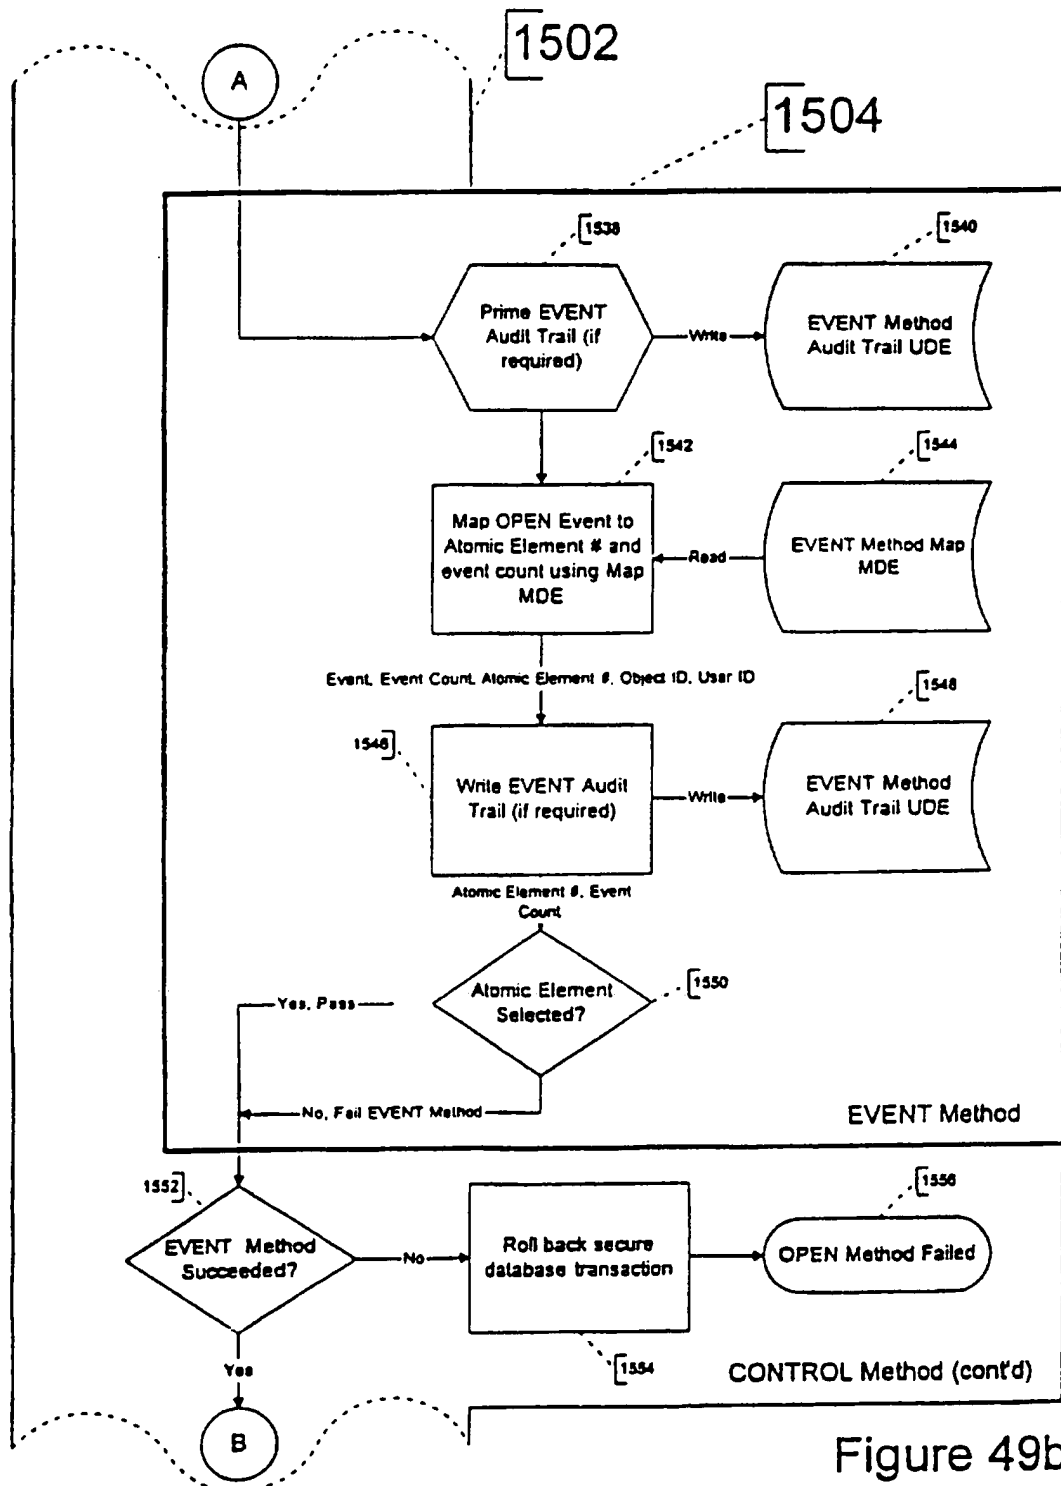 1502
A
1504
1538
1540
Prime EVENT
Audit Trail (if
required)
Write
EVENT Method
Audit Trail UDE
1542
1544
Map OPEN Event to
Atomic Element # and
event count using Map
MDE
Read
EVENT Method Map
MDE
Event, Event Count, Atomic Element #, Object ID, User ID
1546
1548
Write EVENT Audit
Trail (if required)
Write
EVENT Method
Audit Trail UDE
Atomic Element #, Event
Count
1550
Atomic Element
Selected?
Yes, Pass
No, Fail EVENT Method
EVENT Method
1552
1556
EVENT Method
Succeeded?
No
Roll back secure
database transaction
OPEN Method Failed
Yes
1554
CONTROL Method (cont'd)
B
Figure 49b